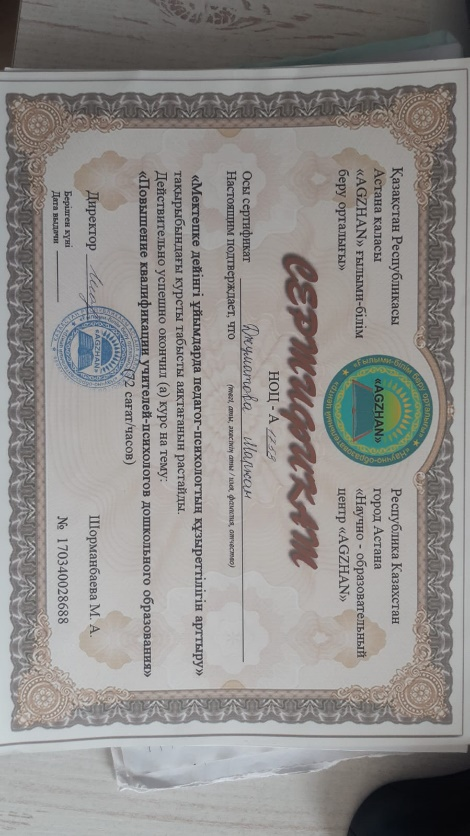 Қазақстан Республикасы
Астана қаласы
«AGZHAN» ғылыми-білім
беру орталығы»
«AGZHAN»
Республика Казахстан
город Астана
«Научно - образовательный
центр «AGZHAN»
СЕРТИФИКАТ
НОЦ - А
Осы сертификат
Настоящим подтверждает, что
(тегі, аты, әкесінің аты / имя, фамилия, отчество)
«Мектепке дейінгі ұйымдарда педагог-психологтың құзыреттілігін арттыру»
тақырыбындағы курсты табысты аяқтағанын растайды.
Действительно успешно окончил (а) курс на тему:
«Повышение квалификации учителей-психологов дошкольного образования»
(72 сағат/часов)
Директор
Шорманбаева М. А.
Берілген күні
Дата выдачи
№ 170340028688